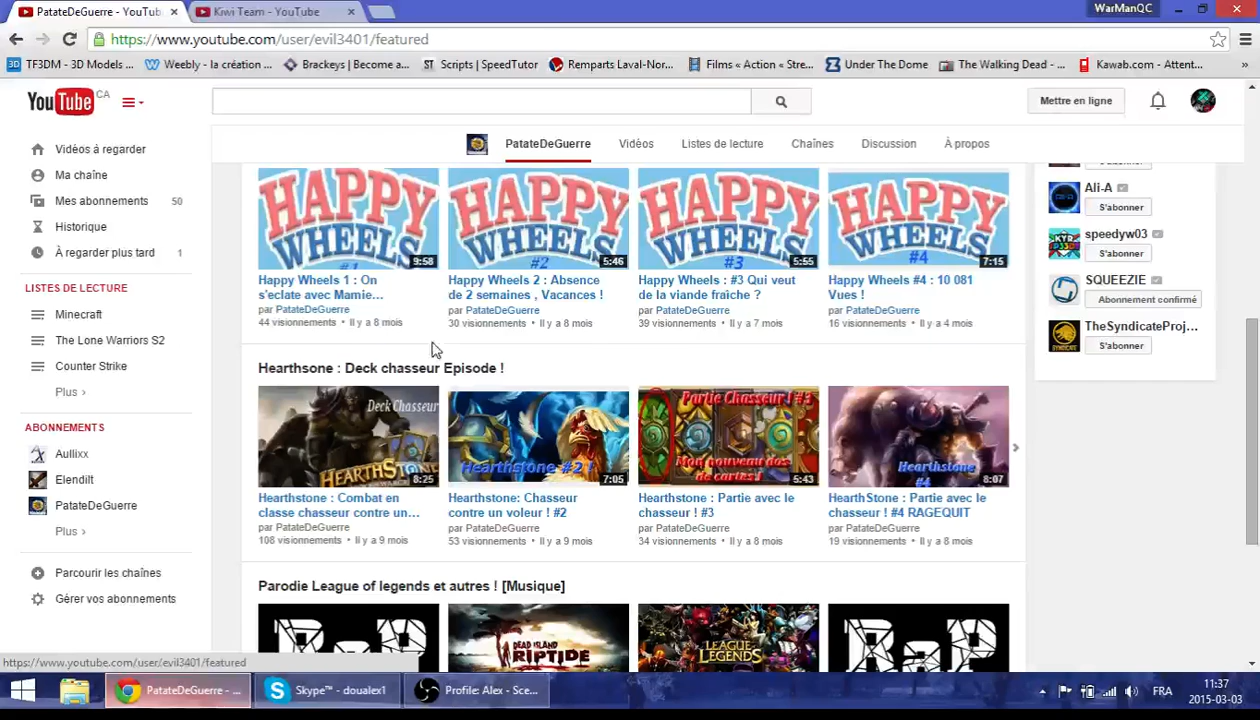 PatateDeGuerre - YouTub
Kiwi Team - YouTube
WarManQC
https://www.youtube.com/user/evil3401/featured
TF3DM - 3D Models ...
Weebly - la création ...
Brackeys | Become a...
ST Scripts | SpeedTutor
Remparts Laval-Nor...
Films « Action « Stre...
Under The Dome
The Walking Dead - ...
Kawab.com - Attent...
»
YouTube CA
Mettre en ligne
PatateDeGuerre
Vidéos
Listes de lecture
Chaînes
Discussion
À propos
Vidéos à regarder
Ma chaîne
Mes abonnements 50
Historique
À regarder plus tard 1
LISTES DE LECTURE
Minecraft
The Lone Warriors S2
Counter Strike
Plus ›
ABONNEMENTS
Aullixx
Elendilt
PatateDeGuerre
Plus ›
Parcourir les chaînes
Gérer vos abonnements
HAPPY WHEELS #1 9:58
HAPPY WHEELS #2 5:46
HAPPY WHEELS #3 5:55
HAPPY WHEELS #4 7:15
Happy Wheels 1 : On
s'eclate avec Mamie...
par PatateDeGuerre
44 visionnements • Il y a 8 mois
Happy Wheels 2 : Absence
de 2 semaines , Vacances !
par PatateDeGuerre
30 visionnements • Il y a 8 mois
Happy Wheels : #3 Qui veut
de la viande fraîche ?
par PatateDeGuerre
39 visionnements • Il y a 7 mois
Happy Wheels #4 : 10 081
Vues !
par PatateDeGuerre
16 visionnements • Il y a 4 mois
Hearthsone : Deck chasseur Episode !
Deck Chasseur
HEARTHSTONE
8:25
Hearthstone #2 !
7:05
Partie Chasseur ! #3
Mon nouveau dos
de cartes!
5:43
Hearthstone
#4
8:07
Hearthstone : Combat en
classe chasseur contre un...
par PatateDeGuerre
108 visionnements • Il y a 9 mois
Hearthstone: Chasseur
contre un voleur ! #2
par PatateDeGuerre
53 visionnements • Il y a 9 mois
Hearthstone : Partie avec le
chasseur ! #3
par PatateDeGuerre
34 visionnements • Il y a 8 mois
HearthStone : Partie avec le
chasseur ! #4 RAGEQUIT
par PatateDeGuerre
19 visionnements • Il y a 8 mois
Parodie League of legends et autres ! [Musique]
RaP
DEAD ISLAND
RIPTIDE
LEAGUE
LEGENDS
RaP
Ali-A
S'abonner
speedyw03
S'abonner
SQUEEZIE
Abonnement confirmé
TheSyndicateProj...
S'abonner
https://www.youtube.com/user/evil3401/featured
PatateDeGuerre - ...
Skype™ - doualex1
Profile: Alex - Sce...
FRA
11:37
2015-03-03